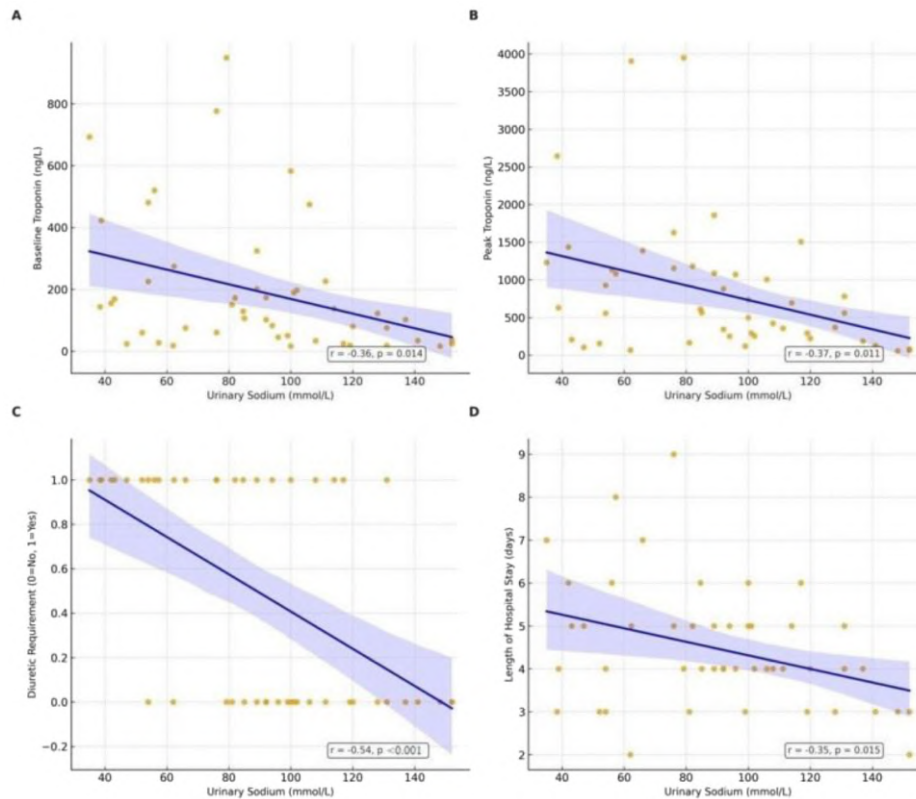 A
Baseline Troponin (ng/L)
800
600
400
200
0
40 60 80 100 120 140
Urinary Sodium (mmol/L)
r = -0.36, p = 0.014
B
Peak Troponin (ng/L)
4000
3500
3000
2500
2000
1500
1000
500
0
40 60 80 100 120 140
Urinary Sodium (mmol/L)
r = -0.37, p = 0.011
C
Diuretic Requirement (0=No, 1=Yes)
1.0
0.8
0.6
0.4
0.2
0.0
−0.2
40 60 80 100 120 140
Urinary Sodium (mmol/L)
r = -0.54, p <0.001
D
Length of Hospital Stay (days)
9
8
7
6
5
4
3
2
40 60 80 100 120 140
Urinary Sodium (mmol/L)
r = -0.35, p = 0.015